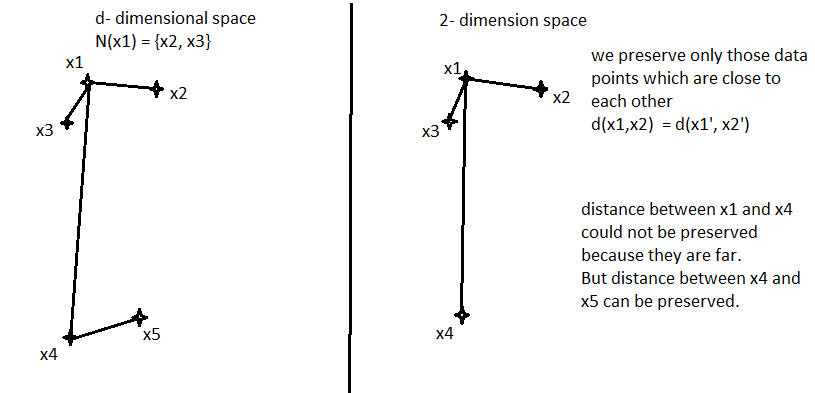 d- dimensional space
N(x1) = {x2, x3}
x1
x2
x3
x4
x5
2- dimension space
x1
x2
x3
x4
we preserve only those data
points which are close to
each other
d(x1,x2)  = d(x1', x2')
distance between x1 and x4
could not be preserved
because they are far.
But distance between x4 and
x5 can be preserved.